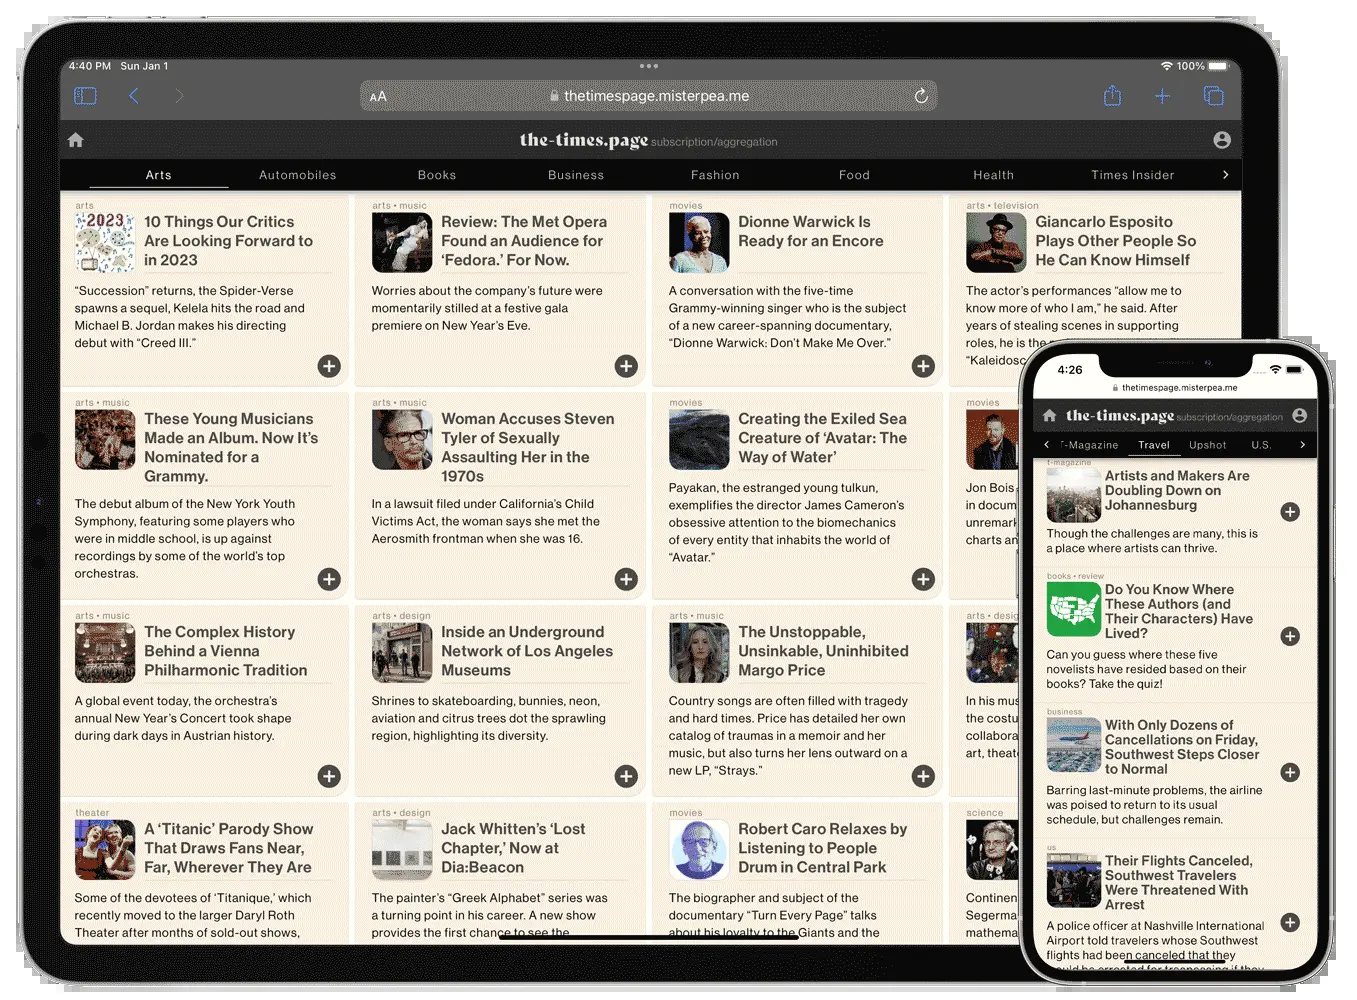 4:40 PM Sun Jan 1
100%
AA
thetimespage.misterpea.me
the-times.page subscription/aggregation
Arts
Automobiles
Books
Business
Fashion
Food
Health
Times Insider
arts
2023
10 Things Our Critics
Are Looking Forward to
in 2023
“Succession” returns, the Spider-Verse
spawns a sequel, Kelela hits the road and
Michael B. Jordan makes his directing
debut with “Creed III.”
arts • music
Review: The Met Opera
Found an Audience for
‘Fedora.’ For Now.
Worries about the company’s future were
momentarily stilled at a festive gala
premiere on New Year’s Eve.
movies
Dionne Warwick Is
Ready for an Encore
A conversation with the five-time
Grammy-winning singer who is the subject
of a new career-spanning documentary,
“Dionne Warwick: Don’t Make Me Over.”
arts • television
Giancarlo Esposito
Plays Other People So
He Can Know Himself
The actor’s performances “allow me to
know more of who I am,” he said. After
years of stealing scenes in supporting
roles, he is the
“Kaleidosc
arts • music
These Young Musicians
Made an Album. Now It’s
Nominated for a
Grammy.
The debut album of the New York Youth
Symphony, featuring some players who
were in middle school, is up against
recordings by some of the world’s top
orchestras.
arts • music
Woman Accuses Steven
Tyler of Sexually
Assaulting Her in the
1970s
In a lawsuit filed under California’s Child
Victims Act, the woman says she met the
Aerosmith frontman when she was 16.
movies
Creating the Exiled Sea
Creature of ‘Avatar: The
Way of Water’
Payakan, the estranged young tulkun,
exemplifies the director James Cameron’s
obsessive attention to the biomechanics
of every entity that inhabits the world of
“Avatar.”
movies
Jon Bois
in docum
unremark
charts an
arts • music
The Complex History
Behind a Vienna
Philharmonic Tradition
A global event today, the orchestra’s
annual New Year’s Concert took shape
during dark days in Austrian history.
arts • design
Inside an Underground
Network of Los Angeles
Museums
Shrines to skateboarding, bunnies, neon,
aviation and citrus trees dot the sprawling
region, highlighting its diversity.
arts • music
The Unstoppable,
Unsinkable, Uninhibited
Margo Price
Country songs are often filled with tragedy
and hard times. Price has detailed her own
catalog of traumas in a memoir and her
music, but also turns her lens outward on a
new LP, “Strays.”
arts • desig
In his mus
the costu
collabora
art, theat
theater
A ‘Titanic’ Parody Show
That Draws Fans Near,
Far, Wherever They Are
Some of the devotees of ‘Titanique,’ which
recently moved to the larger Daryl Roth
Theater after months of sold-out shows,
arts • design
Jack Whitten’s ‘Lost
Chapter,’ Now at
Dia:Beacon
The painter’s “Greek Alphabet” series was
a turning point in his career. A new show
provides the first chance to see the
movies
Robert Caro Relaxes by
Listening to People
Drum in Central Park
The biographer and subject of the
documentary “Turn Every Page” talks
about his loyalty to the Giants and the
science
Continen
Segerma
mathema
4:26
thetimespage.misterpea.me
the-times.page subscription/aggregation
T-Magazine
Travel
Upshot
U.S.
t-magazine
Artists and Makers Are
Doubling Down on
Johannesburg
Though the challenges are many, this is
a place where artists can thrive.
books • review
Do You Know Where
These Authors (and
Their Characters) Have
Lived?
Can you guess where these five
novelists have resided based on their
books? Take the quiz!
business
With Only Dozens of
Cancellations on Friday,
Southwest Steps Closer
to Normal
Barring last-minute problems, the airline
was poised to return to its usual
schedule, but challenges remain.
us
Their Flights Canceled,
Southwest Travelers
Were Threatened With
Arrest
A police officer at Nashville International
Airport told travelers whose Southwest
flights had been canceled that they
could be arrested for trespassing if they